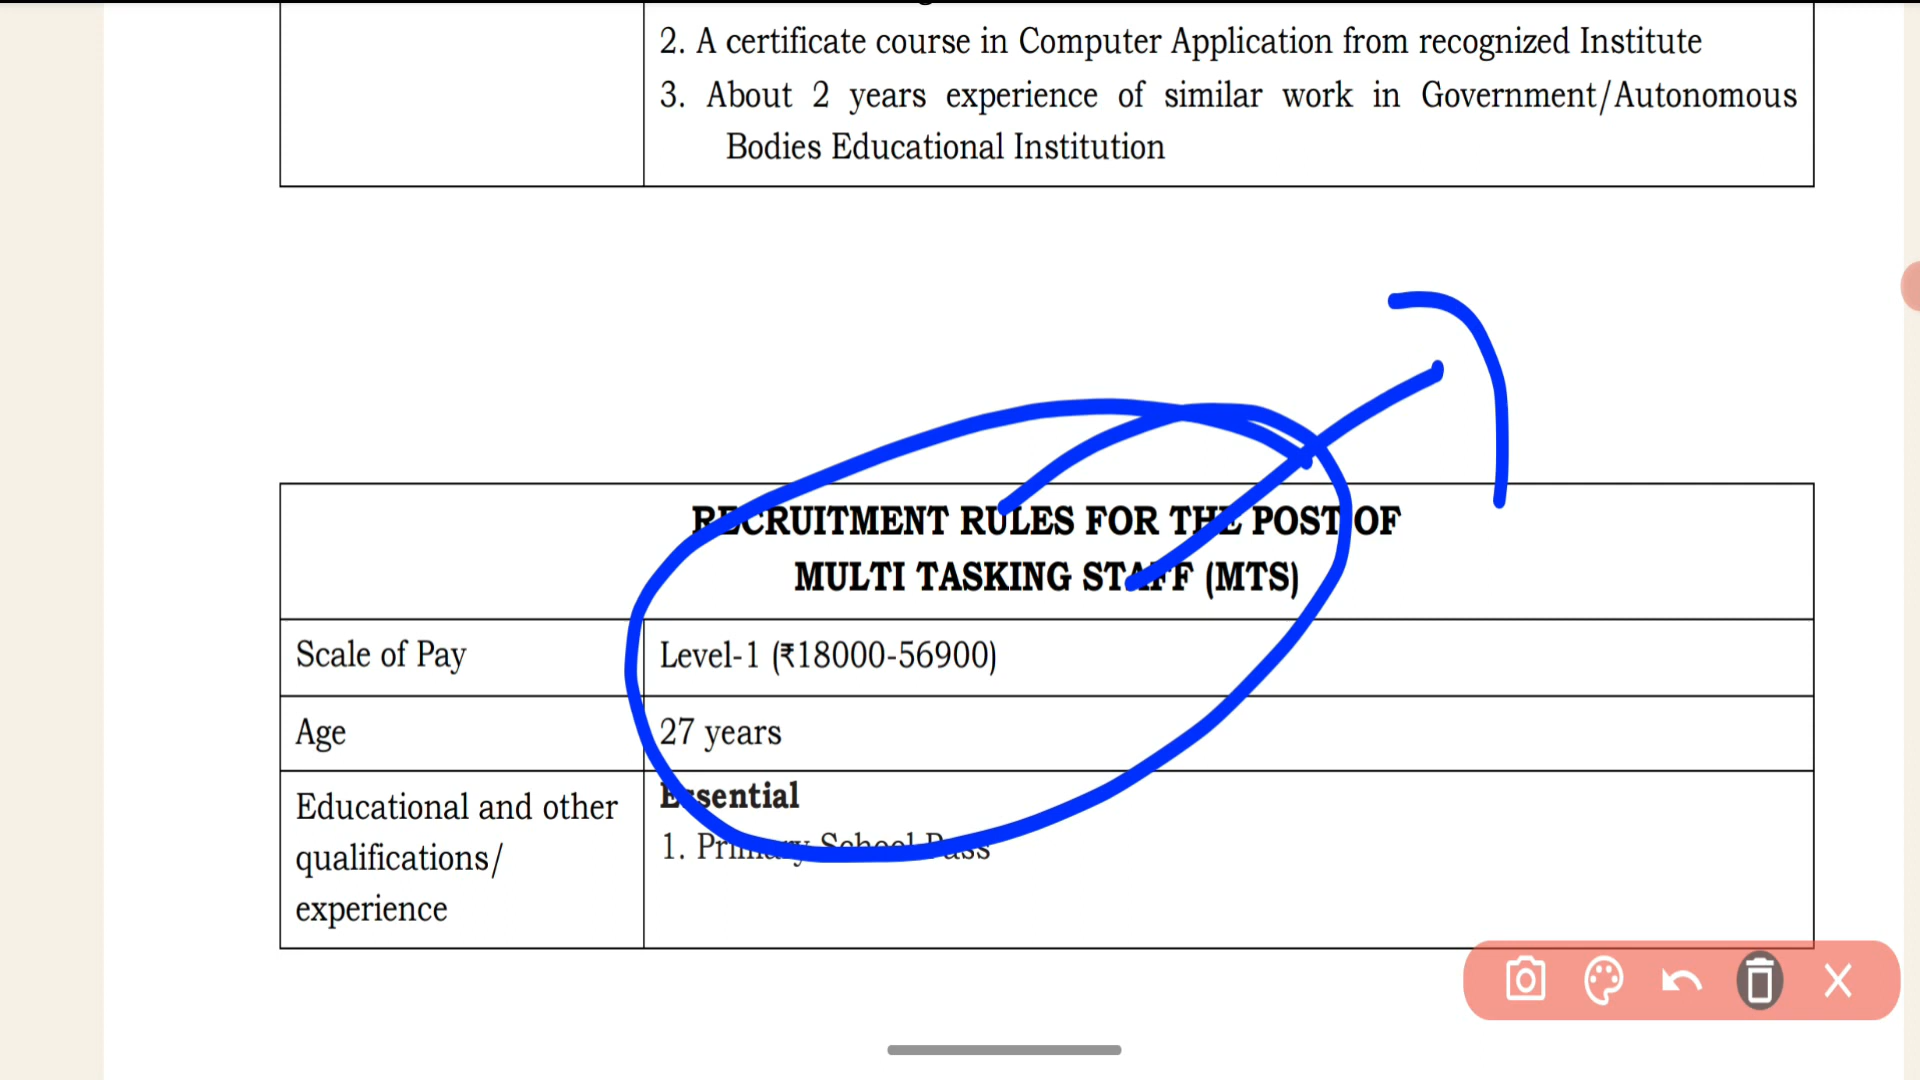 2. A certificate course in Computer Application from recognized Institute
3. About 2 years experience of similar work in Government/Autonomous
Bodies Educational Institution
RECRUITMENT RULES FOR THE POST OF
MULTI TASKING STAFF (MTS)
Scale of Pay
Level-1 (₹18000-56900)
Age
27 years
Educational and other
qualifications/
experience
Essential
1. Primary School Pass